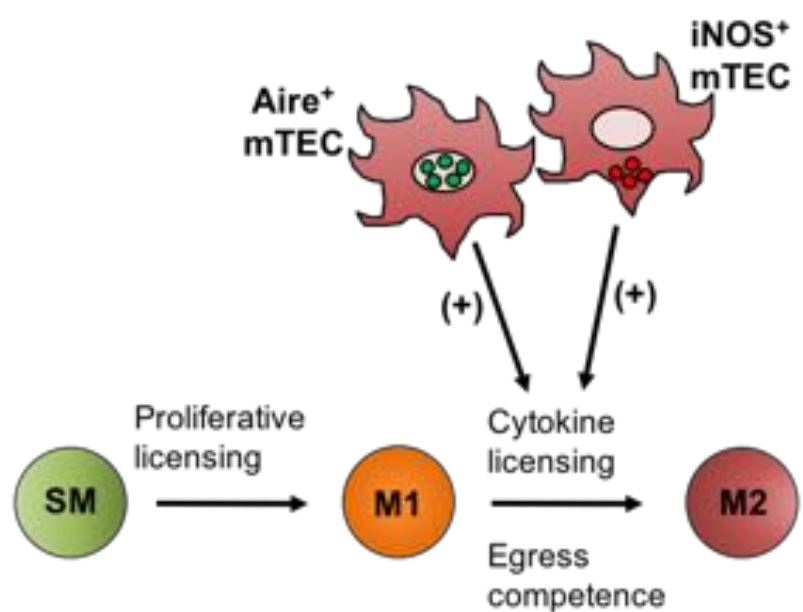 Aire⁺
mTEC
iNOS⁺
mTEC
(+)
(+)
Proliferative
licensing
Cytokine
licensing
SM
M1
M2
Egress
competence